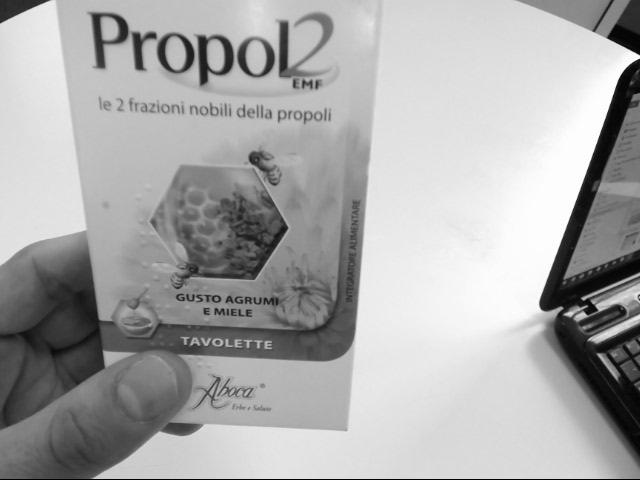 Propol2
EMF
le 2 frazioni nobili della propoli
INTEGRATORE ALIMENTARE
GUSTO AGRUMI
E MIELE
TAVOLETTE
Aboca®
Erbe e Salute